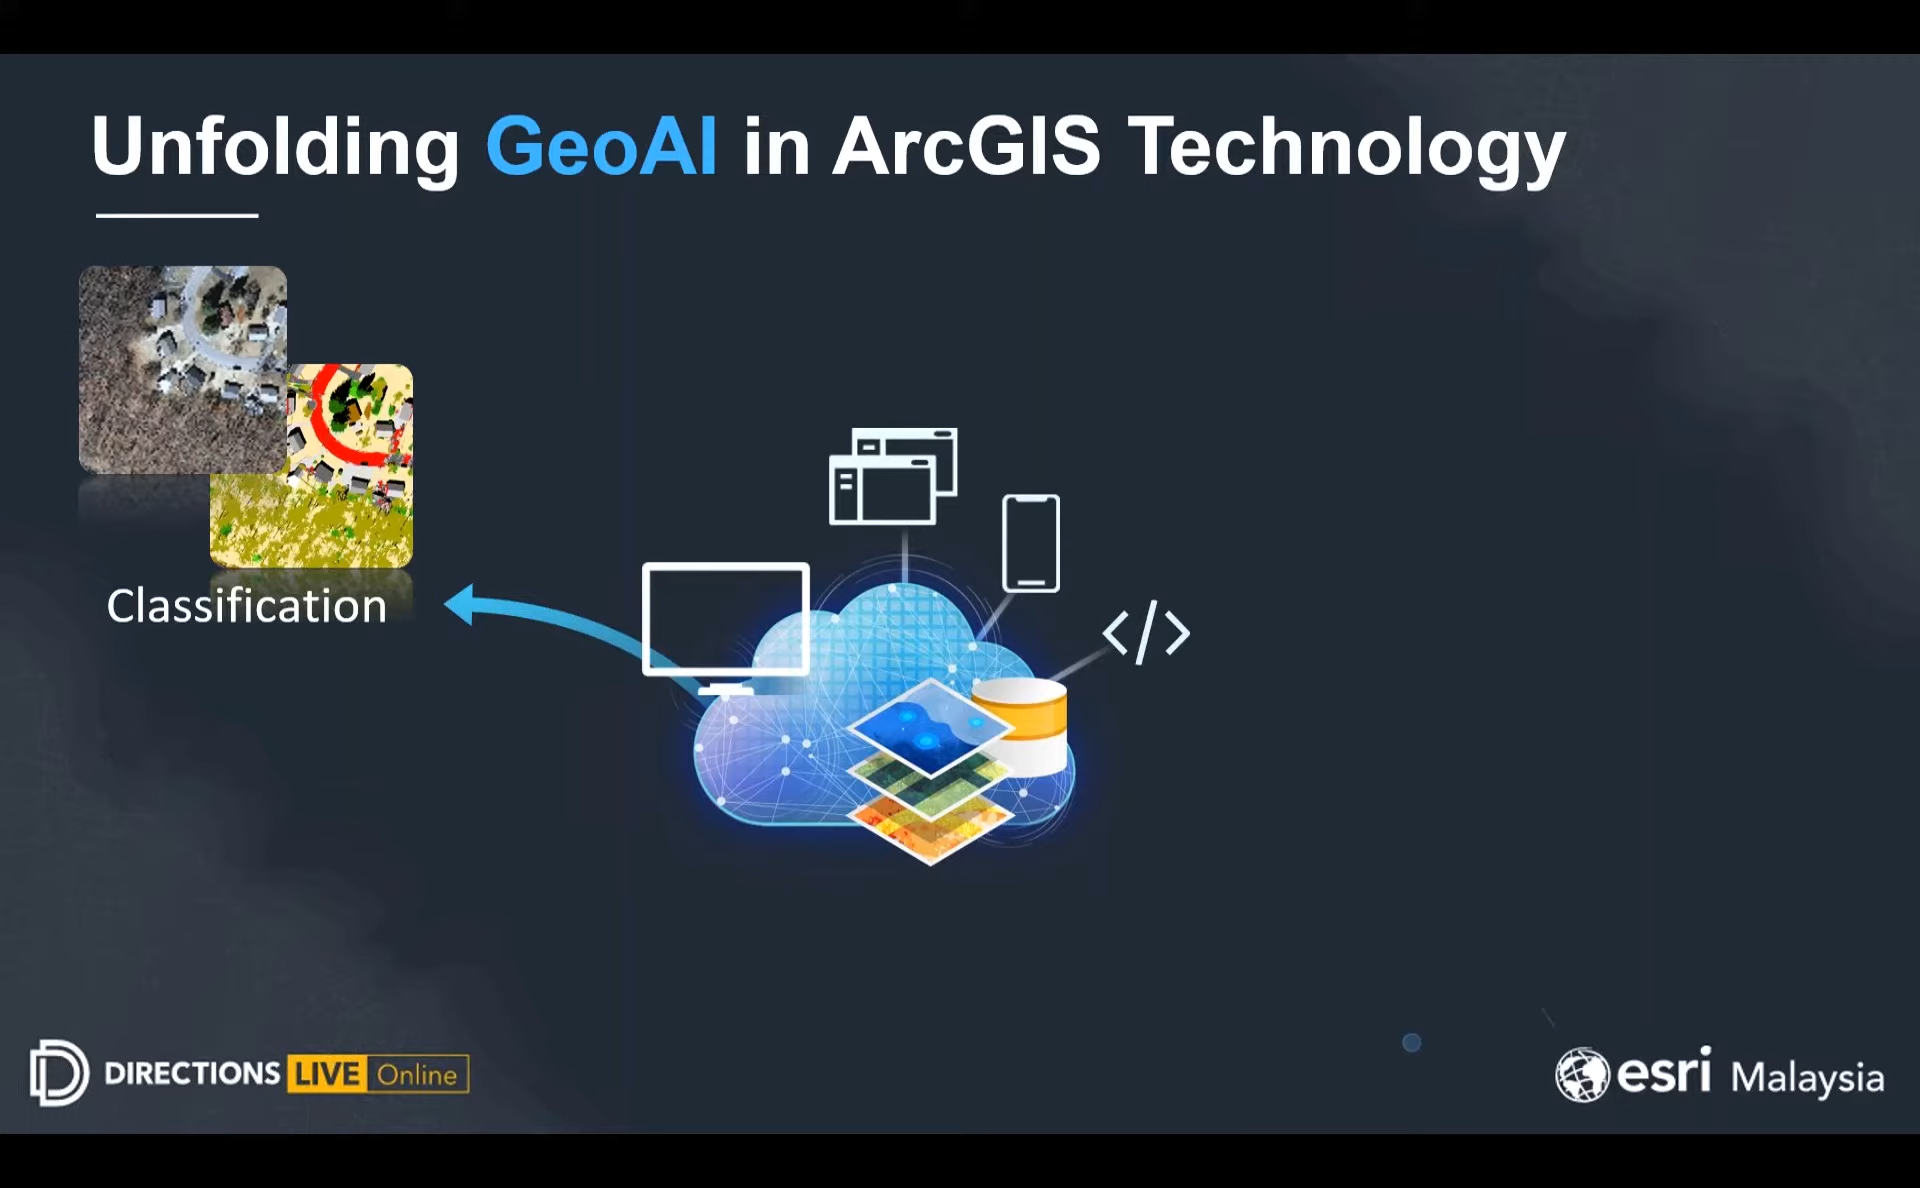 Unfolding GeoAI in ArcGIS Technology
Classification
</>
DIRECTIONS LIVE Online
esri Malaysia